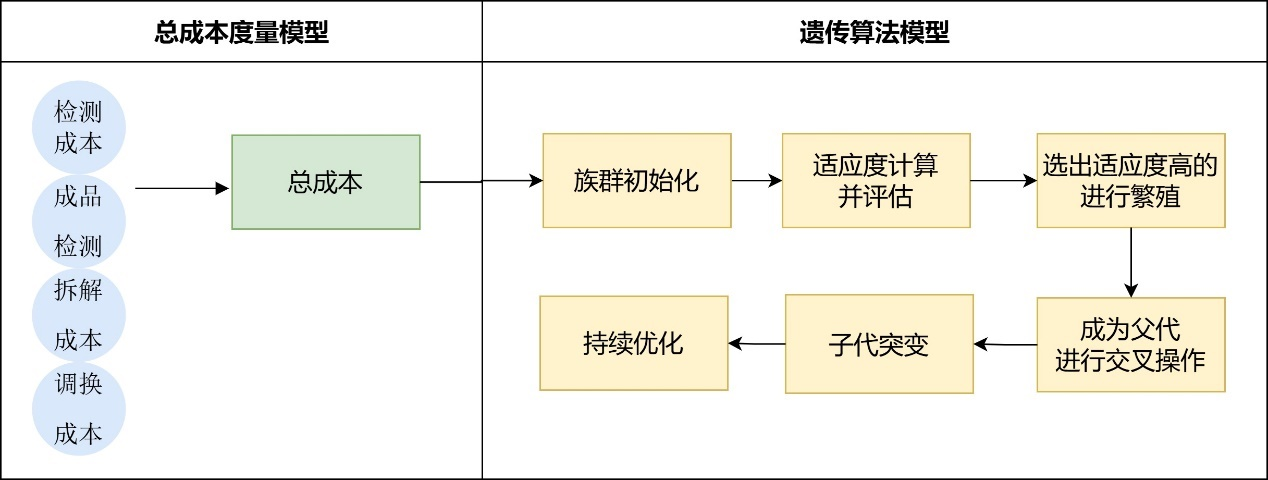 总成本度量模型
遗传算法模型
检测
成本
成品
检测
拆解
成本
调换
成本
总成本
族群初始化
适应度计算
并评估
选出适应度高的
进行繁殖
成为父代
进行交叉操作
子代突变
持续优化